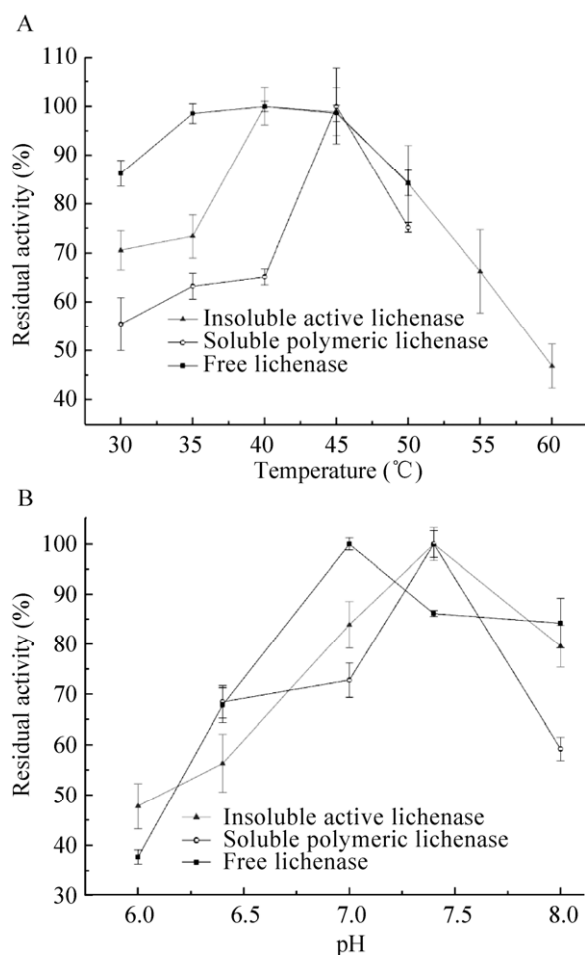 A
110
100
90
80
70
60
50
40
Residual activity (%)
Insoluble active lichenase
Soluble polymeric lichenase
Free lichenase
30 35 40 45 50 55 60
Temperature (℃)
B
100
90
80
70
60
50
40
30
Residual activity (%)
Insoluble active lichenase
Soluble polymeric lichenase
Free lichenase
6.0 6.5 7.0 7.5 8.0
pH